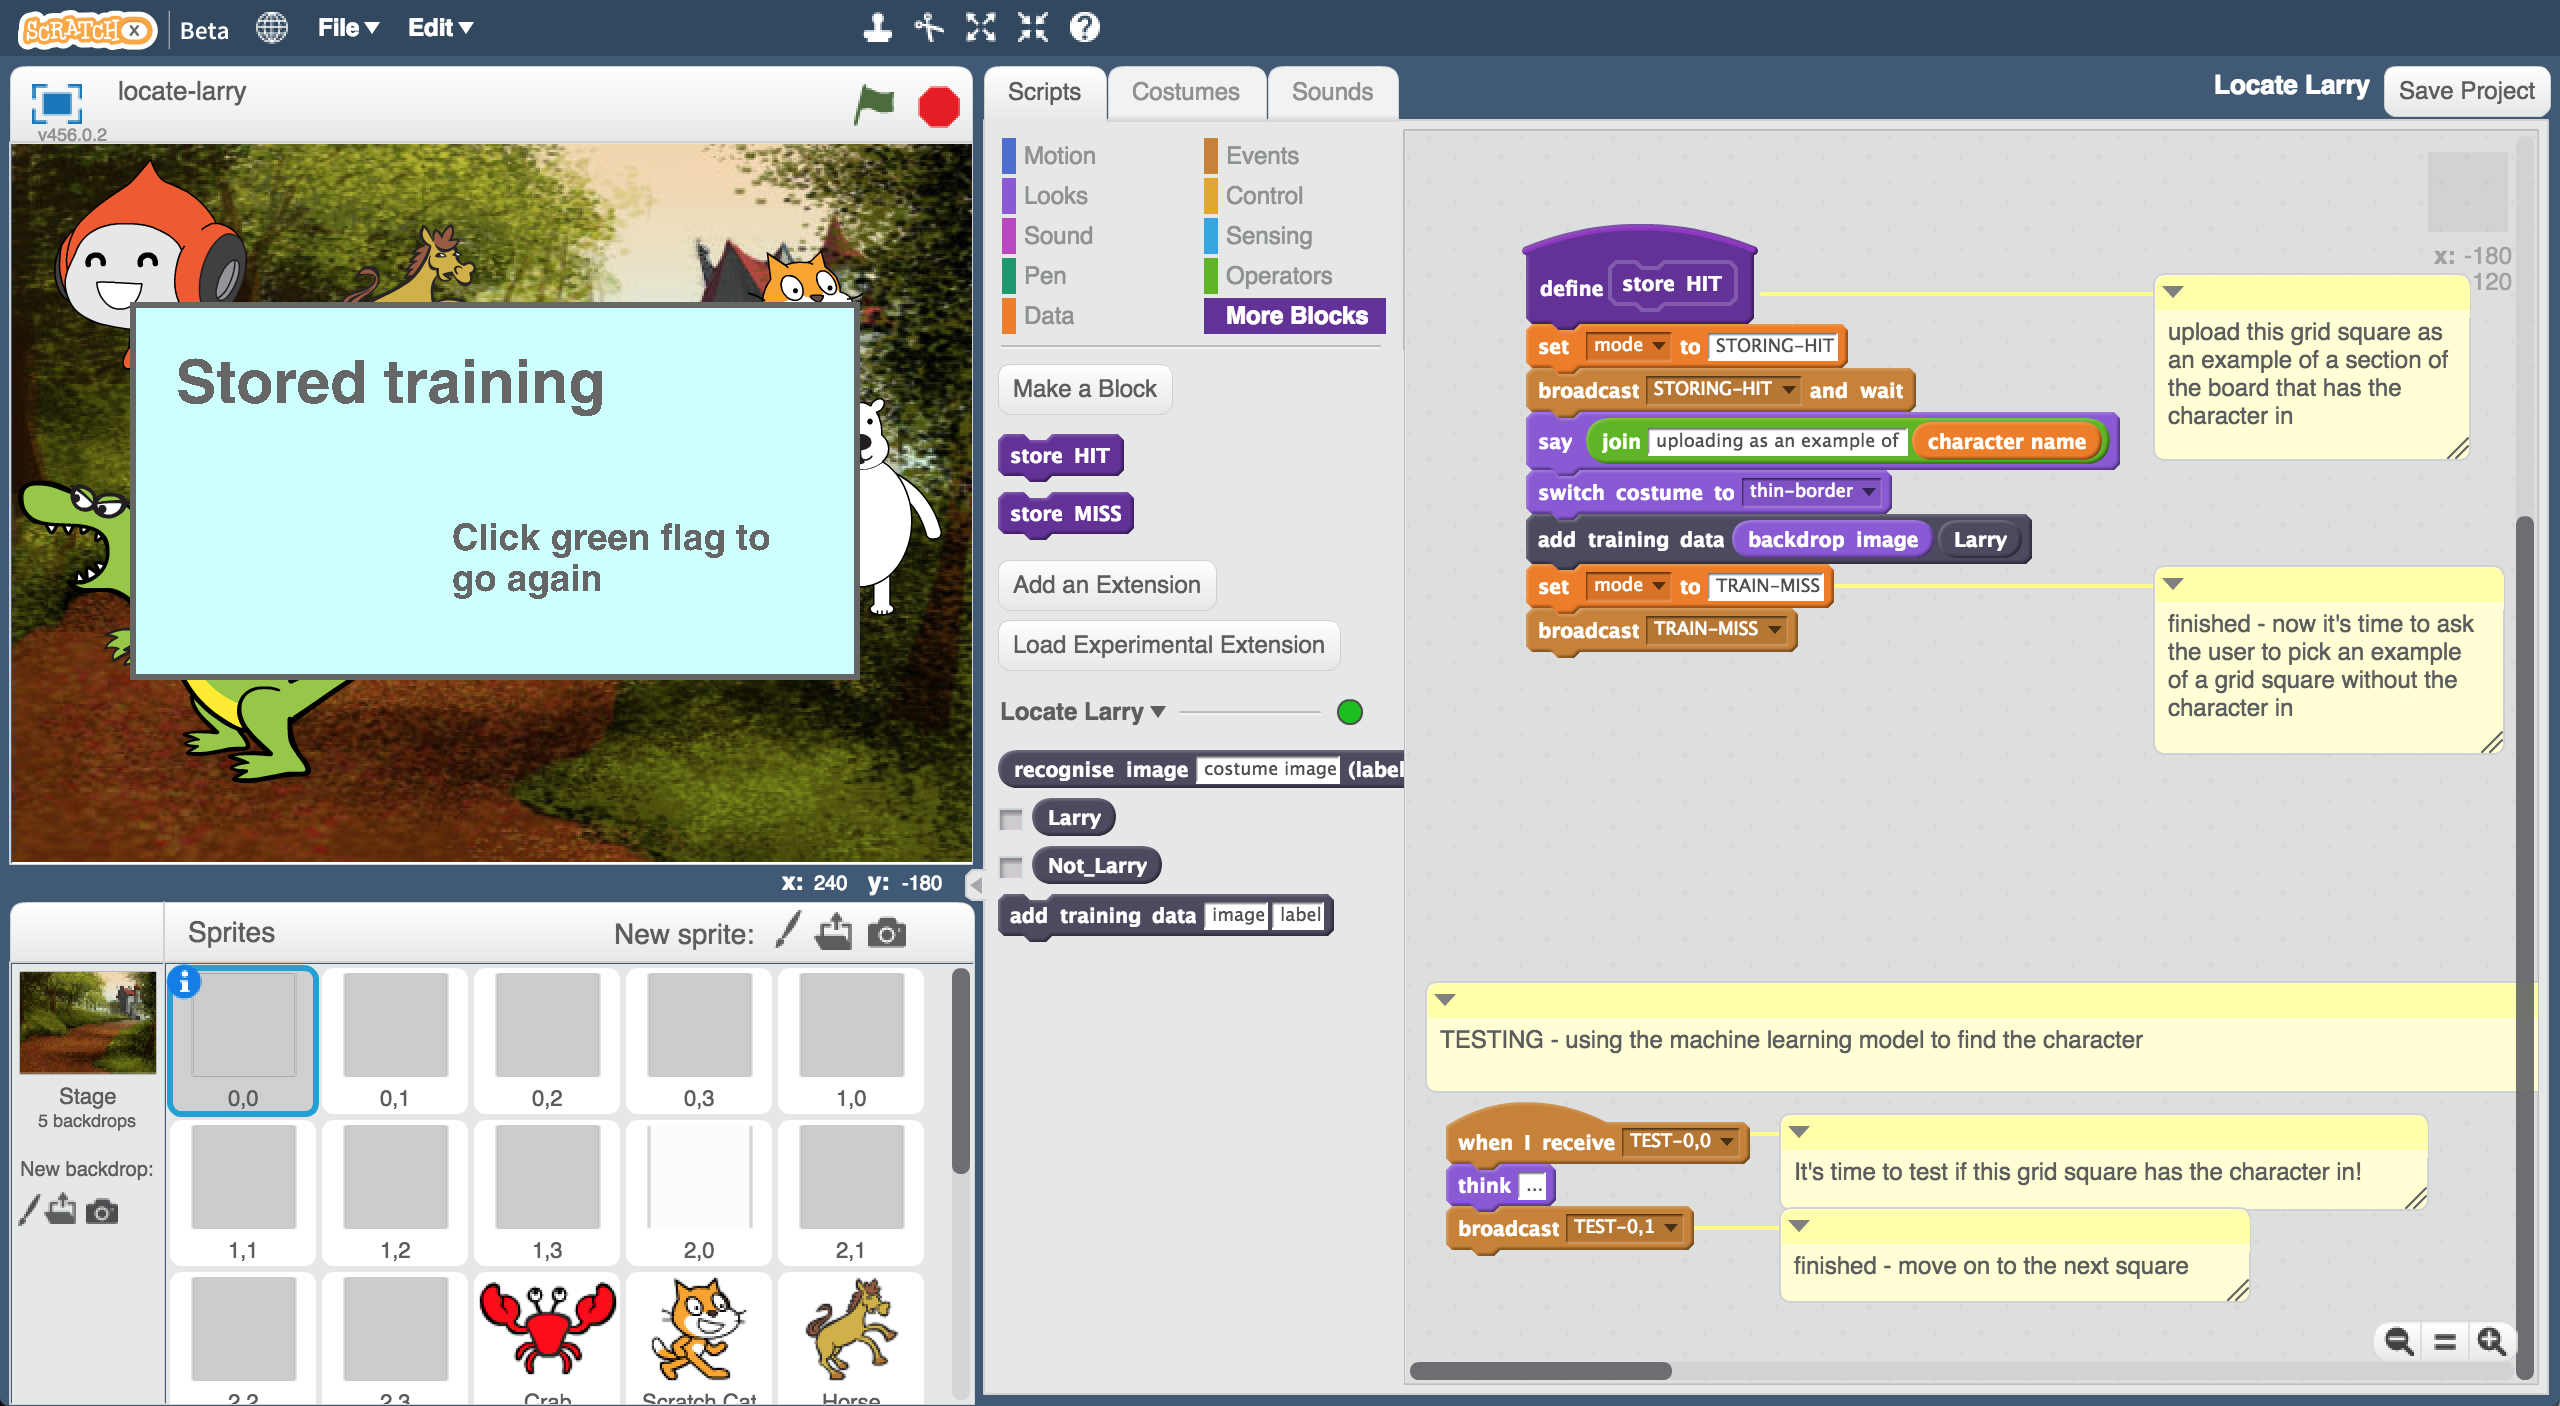 SCRATCH X
Beta
File
Edit
locate-larry
v456.0.2
Stored training
Click green flag to
go again
x: 240 y: -180
Sprites
New sprite:
Stage
5 backdrops
New backdrop:
0,0
0,1
0,2
0,3
1,0
1,1
1,2
1,3
2,0
2,1
2,2
2,3
Crab
Scratch Cat
Horse
Scripts
Costumes
Sounds
Locate Larry
Save Project
Motion
Looks
Sound
Pen
Data
Events
Control
Sensing
Operators
More Blocks
Make a Block
store HIT
store MISS
Add an Extension
Load Experimental Extension
Locate Larry
recognise image costume image (label
Larry
Not_Larry
add training data image label
x: -180
120
define store HIT
set mode to STORING-HIT
broadcast STORING-HIT and wait
say join uploading as an example of character name
switch costume to thin-border
add training data backdrop image Larry
set mode to TRAIN-MISS
broadcast TRAIN-MISS
upload this grid square as
an example of a section of
the board that has the
character in
finished - now it's time to ask
the user to pick an example
of a grid square without the
character in
TESTING - using the machine learning model to find the character
when I receive TEST-0,0
think ...
broadcast TEST-0,1
It's time to test if this grid square has the character in!
finished - move on to the next square